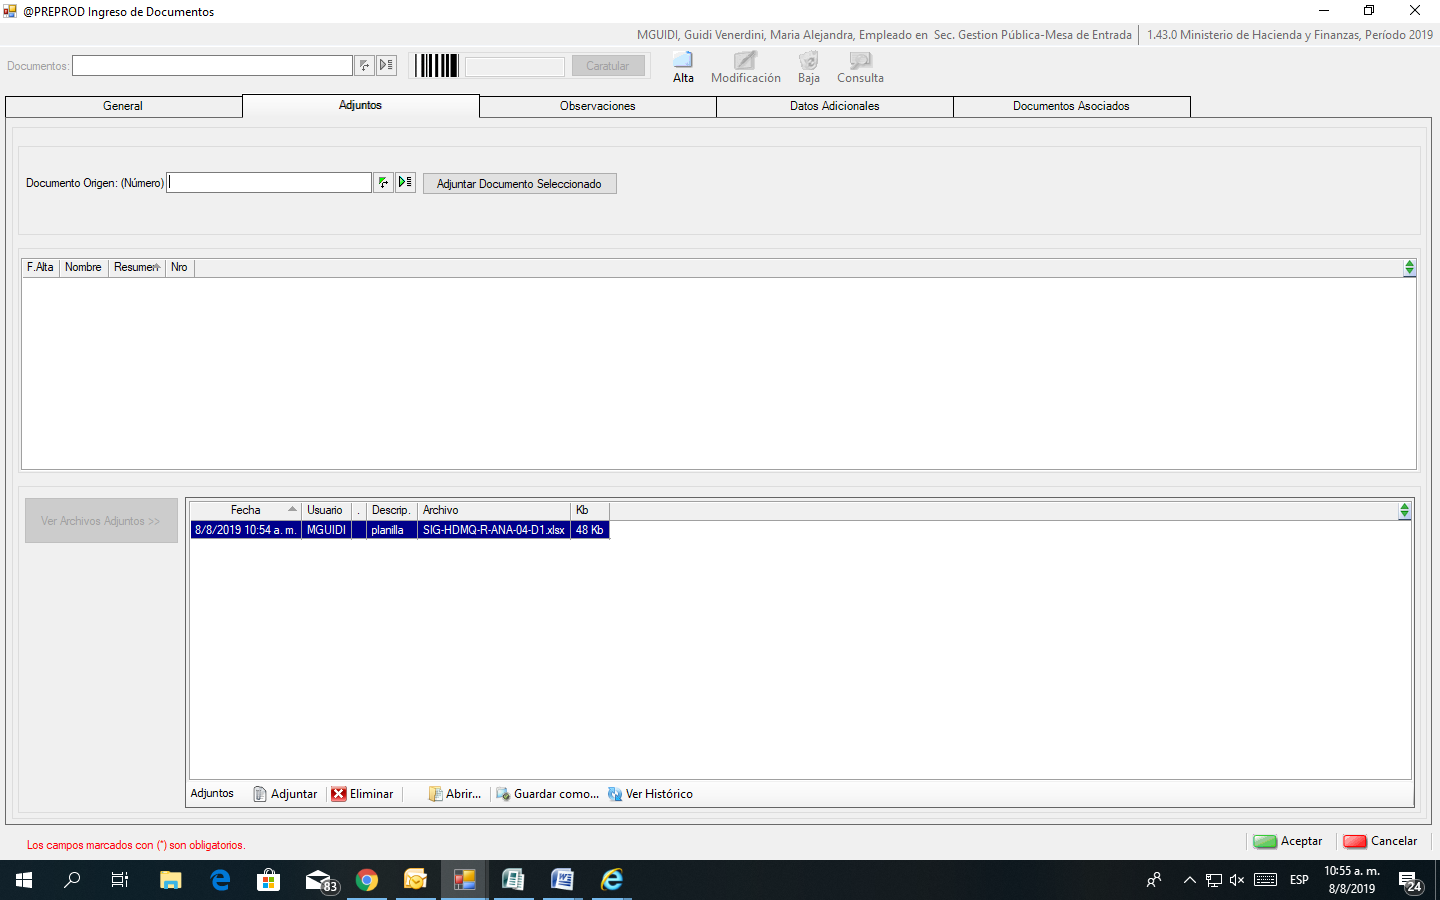 @PREPROD Ingreso de Documentos
MGUIDI, Guidi Venerdini, Maria Alejandra, Empleado en  Sec. Gestion Pública-Mesa de Entrada  1.43.0 Ministerio de Hacienda y Finanzas, Período 2019
Documentos:  Caratular
Alta  Modificación  Baja  Consulta
General  Adjuntos  Observaciones  Datos Adicionales  Documentos Asociados
Documento Origen: (Número)  Adjuntar Documento Seleccionado
F.Alta  Nombre  Resumen  Nro
Ver Archivos Adjuntos >>
Fecha  Usuario  .  Descrip.  Archivo  Kb
8/8/2019 10:54 a. m.  MGUIDI  planilla  SIG-HDMQ-R-ANA-04-D1.xlsx  48 Kb
Adjuntos  Adjuntar  Eliminar  Abrir...  Guardar como...  Ver Histórico
Los campos marcados con (*) son obligatorios.
Aceptar  Cancelar
83  ESP  10:55 a. m.
8/8/2019  24